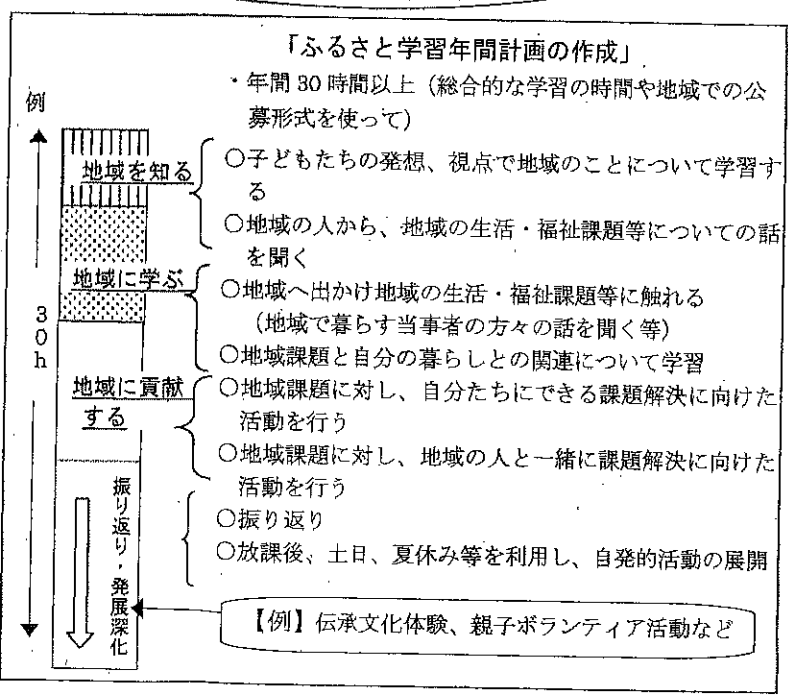 「ふるさと学習年間計画の作成」
・年間30時間以上(総合的な学習の時間や地域での公
募形式を使って)
例
30h
地域を知る
○子どもたちの発想、視点で地域のことについて学習す
る
○地域の人から、地域の生活・福祉課題等についての話
を聞く
地域に学ぶ
○地域へ出かけ地域の生活・福祉課題等に触れる
(地域で暮らす当事者の方々の話を聞く等)
○地域課題と自分の暮らしとの関連について学習
地域に貢献
する
○地域課題に対し、自分たちにできる課題解決に向けた
活動を行う
○地域課題に対し、地域の人と一緒に課題解決に向けた
活動を行う
振り返り・発展深化
○振り返り
○放課後、土日、夏休み等を利用し、自発的活動の展開
【例】伝承文化体験、親子ボランティア活動など